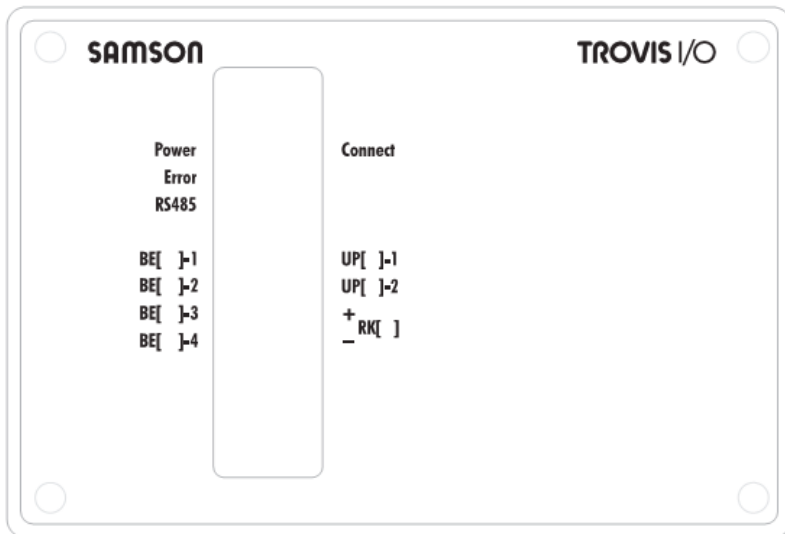 SAMSON
TROVIS I/O
Power
Connect
Error
RS485
BE[ ]-1
UP[ ]-1
BE[ ]-2
UP[ ]-2
BE[ ]-3
+
RK[ ]
BE[ ]-4
−